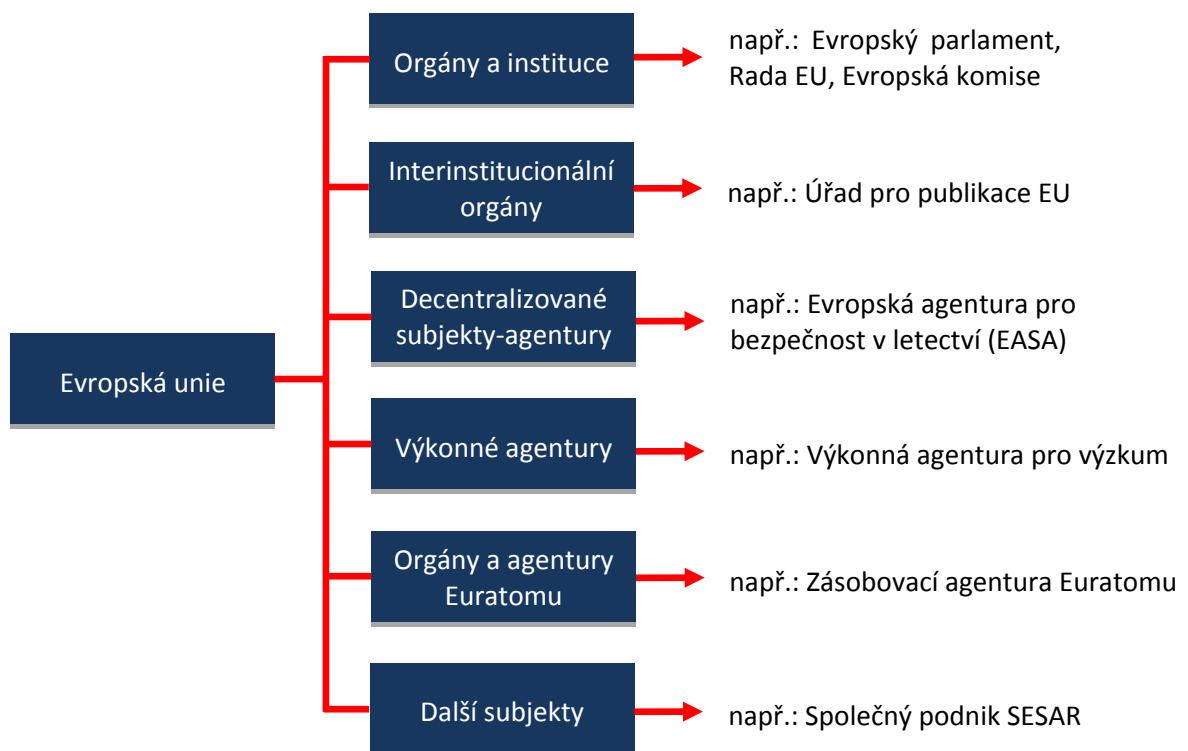 Evropská unie
Orgány a instituce
např.: Evropský parlament,
Rada EU, Evropská komise
Interinstitucionální
orgány
např.: Úřad pro publikace EU
Decentralizované
subjekty-agentury
např.: Evropská agentura pro
bezpečnost v letectví (EASA)
Výkonné agentury
např.: Výkonná agentura pro výzkum
Orgány a agentury
Euratomu
např.: Zásobovací agentura Euratomu
Další subjekty
např.: Společný podnik SESAR